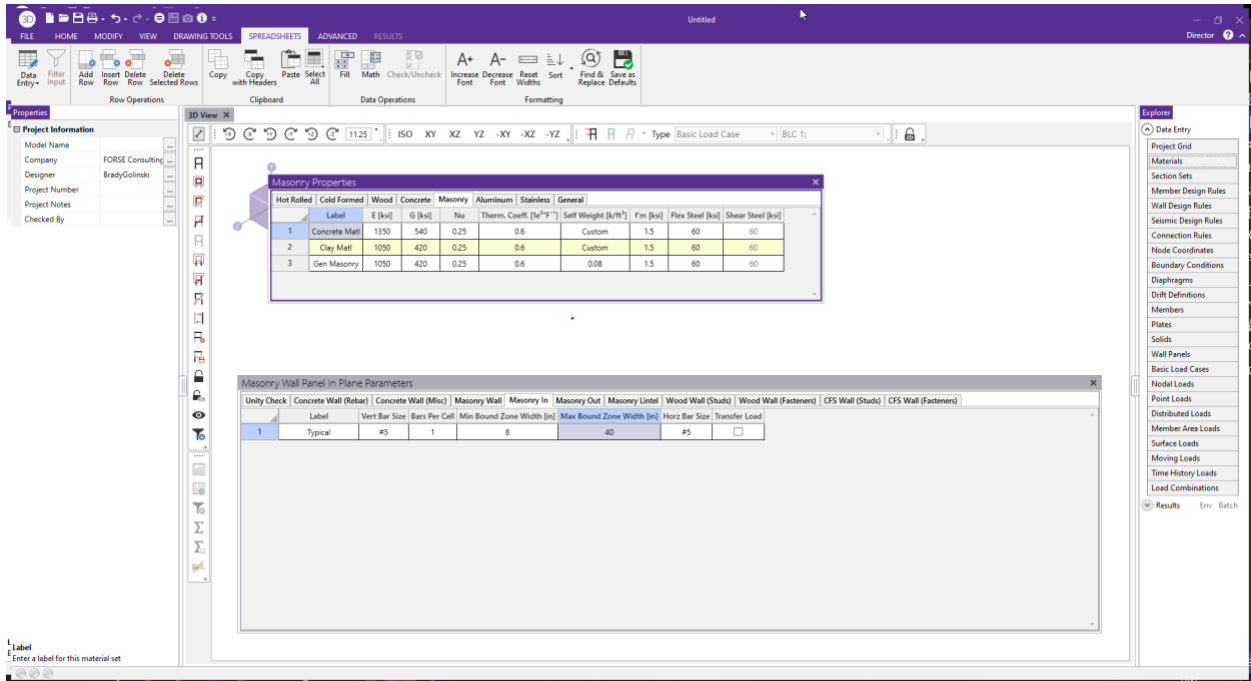 3D
Untitled
FILE HOME MODIFY VIEW DRAWING TOOLS SPREADSHEETS ADVANCED RESULTS
Director
Data Entry Filter Input Add Row Insert Row Delete Row Delete Selected Rows Copy Copy with Headers Paste Select All Fill Math Check/Uncheck Increase Font Decrease Font Reset Widths Sort Find & Replace Save as Defaults
Row Operations Clipboard Data Operations Formatting
Properties
Project Information
Model Name
Company FORSE Consulting
Designer BradyGolinski
Project Number
Project Notes
Checked By
3D View
11.25 ° ISO XY XZ YZ -XY -XZ -YZ Type Basic Load Case BLC 1:
Masonry Properties
Hot Rolled Cold Formed Wood Concrete Masonry Aluminum Stainless General
Label E [ksi] G [ksi] Nu Therm. Coeff. [1e⁵°F⁻¹] Self Weight [k/ft³] f'm [ksi] Flex Steel [ksi] Shear Steel [ksi]
1 Concrete Matl 1350 540 0.25 0.6 Custom 1.5 60 60
2 Clay Matl 1050 420 0.25 0.6 Custom 1.5 60 60
3 Gen Masonry 1050 420 0.25 0.6 0.08 1.5 60 60
Masonry Wall Panel In Plane Parameters
Unity Check Concrete Wall (Rebar) Concrete Wall (Misc) Masonry Wall Masonry In Masonry Out Masonry Lintel Wood Wall (Studs) Wood Wall (Fasteners) CFS Wall (Studs) CFS Wall (Fasteners)
Label Vert Bar Size Bars Per Cell Min Bound Zone Width [in] Max Bound Zone Width [in] Horz Bar Size Transfer Load
1 Typical #5 1 8 40 #5
Explorer
Data Entry
Project Grid
Materials
Section Sets
Member Design Rules
Wall Design Rules
Seismic Design Rules
Connection Rules
Node Coordinates
Boundary Conditions
Diaphragms
Drift Definitions
Members
Plates
Solids
Wall Panels
Basic Load Cases
Nodal Loads
Point Loads
Distributed Loads
Member Area Loads
Surface Loads
Moving Loads
Time History Loads
Load Combinations
Results Env Batch
Label
Enter a label for this material set